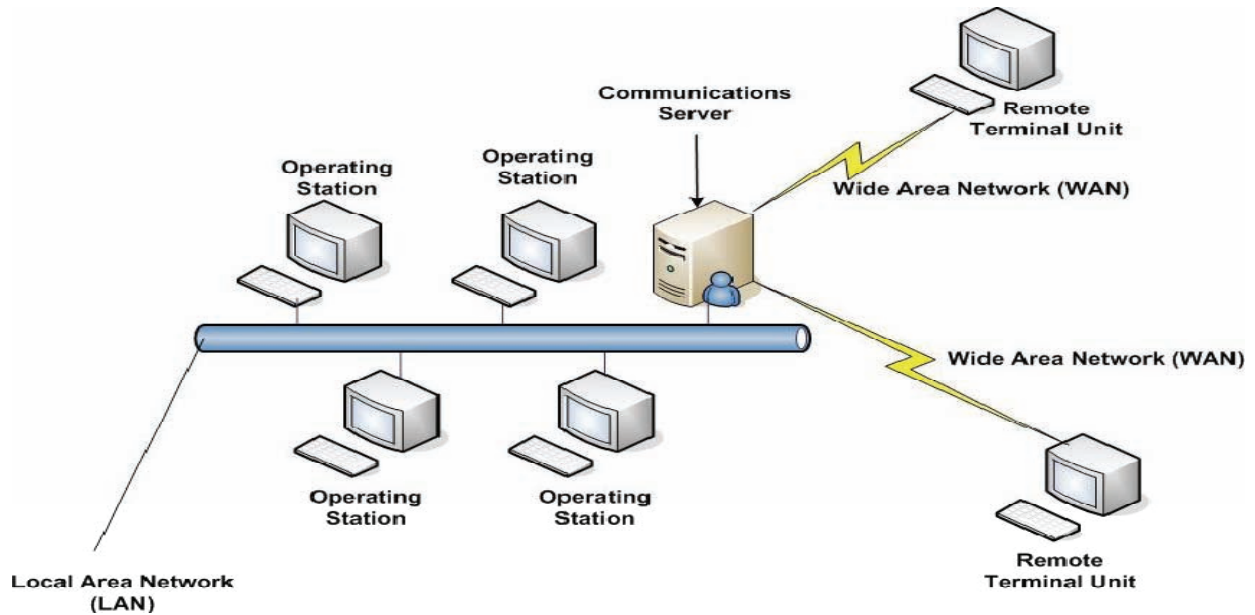 Communications
Server
Remote
Terminal Unit
Operating
Station
Operating
Station
Wide Area Network (WAN)
Wide Area Network (WAN)
Operating
Station
Operating
Station
Remote
Terminal Unit
Local Area Network
(LAN)